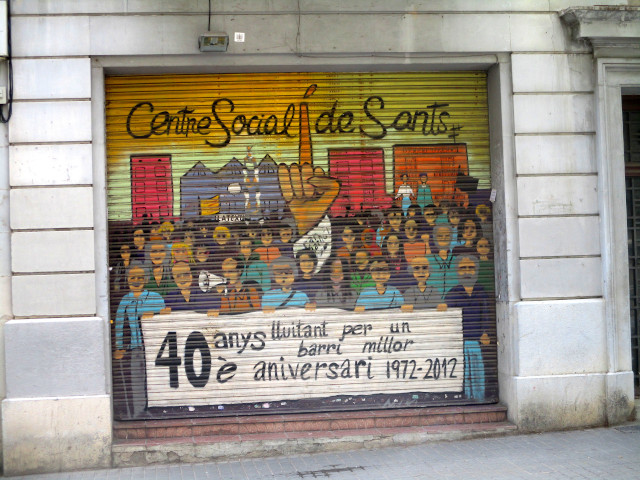 Centre Social de Sants
40 anys lluitant per un
barri millor
è aniversari 1972-2012